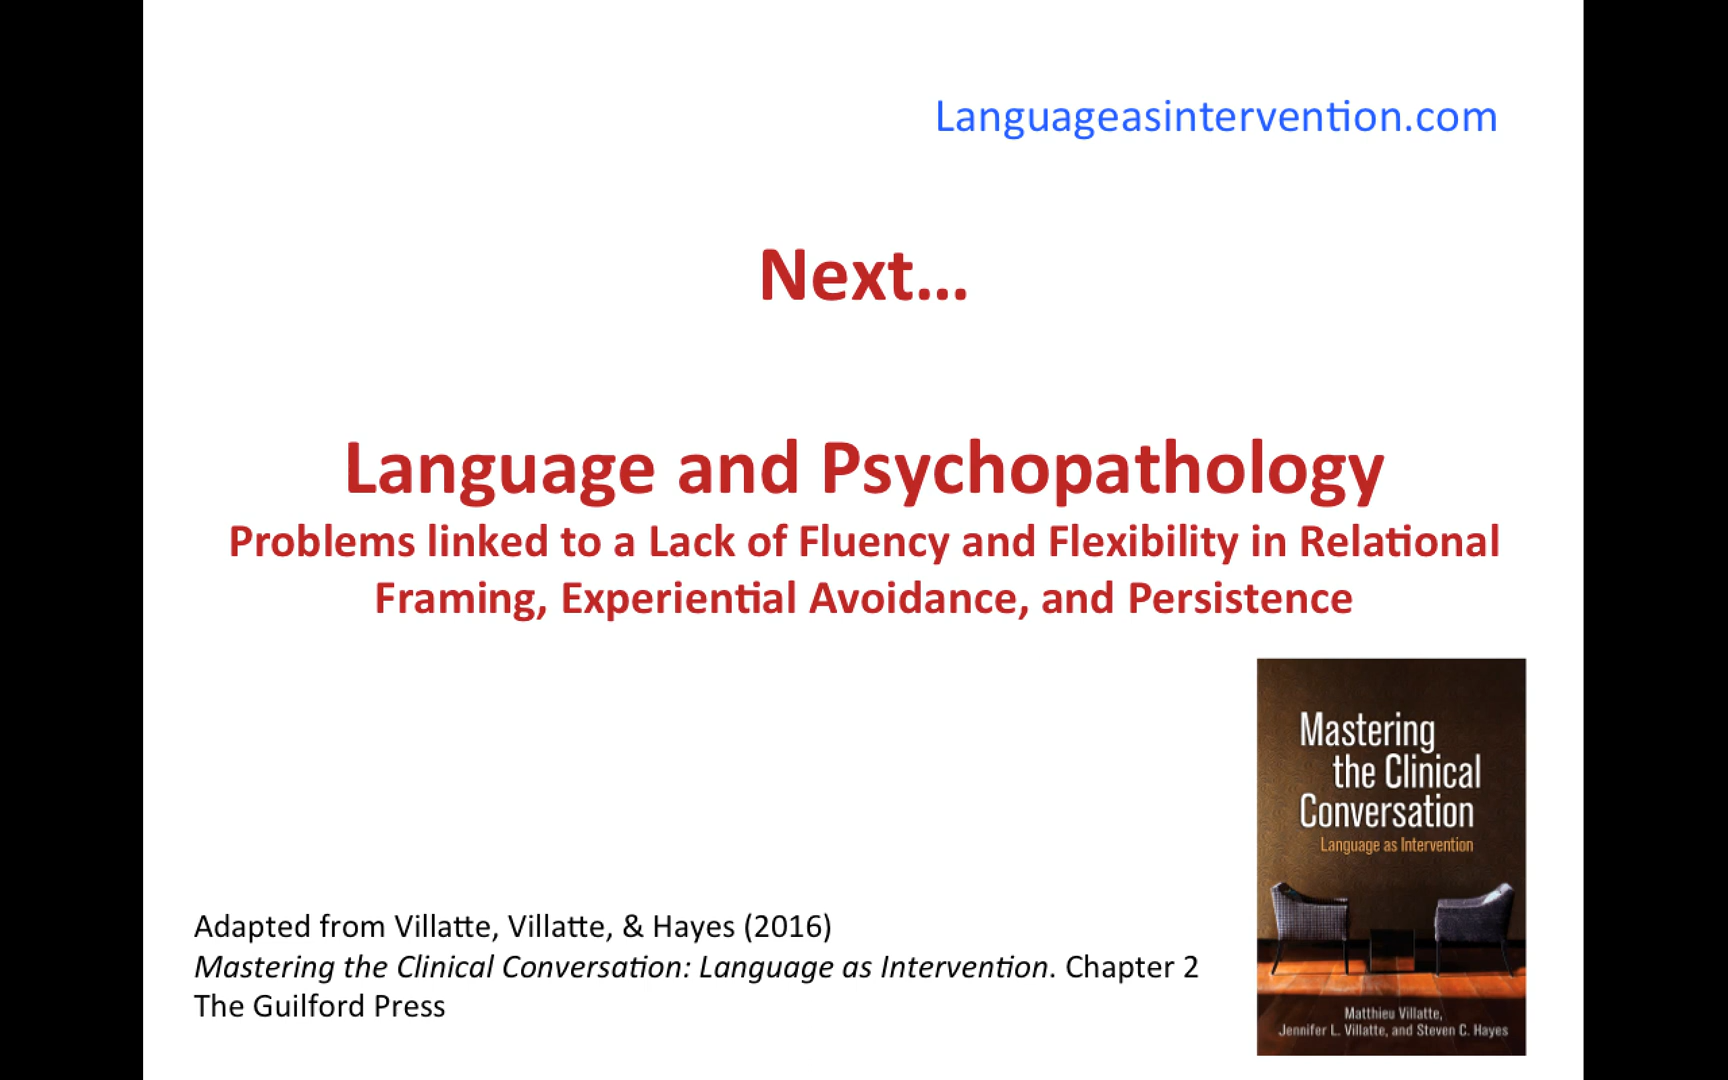 Languageasintervention.com
Next...
Language and Psychopathology
Problems linked to a Lack of Fluency and Flexibility in Relational
Framing, Experiential Avoidance, and Persistence
Mastering
the Clinical
Conversation
Language as Intervention
Matthieu Villatte,
Jennifer L. Villatte, and Steven C. Hayes
Adapted from Villatte, Villatte, & Hayes (2016)
Mastering the Clinical Conversation: Language as Intervention. Chapter 2
The Guilford Press